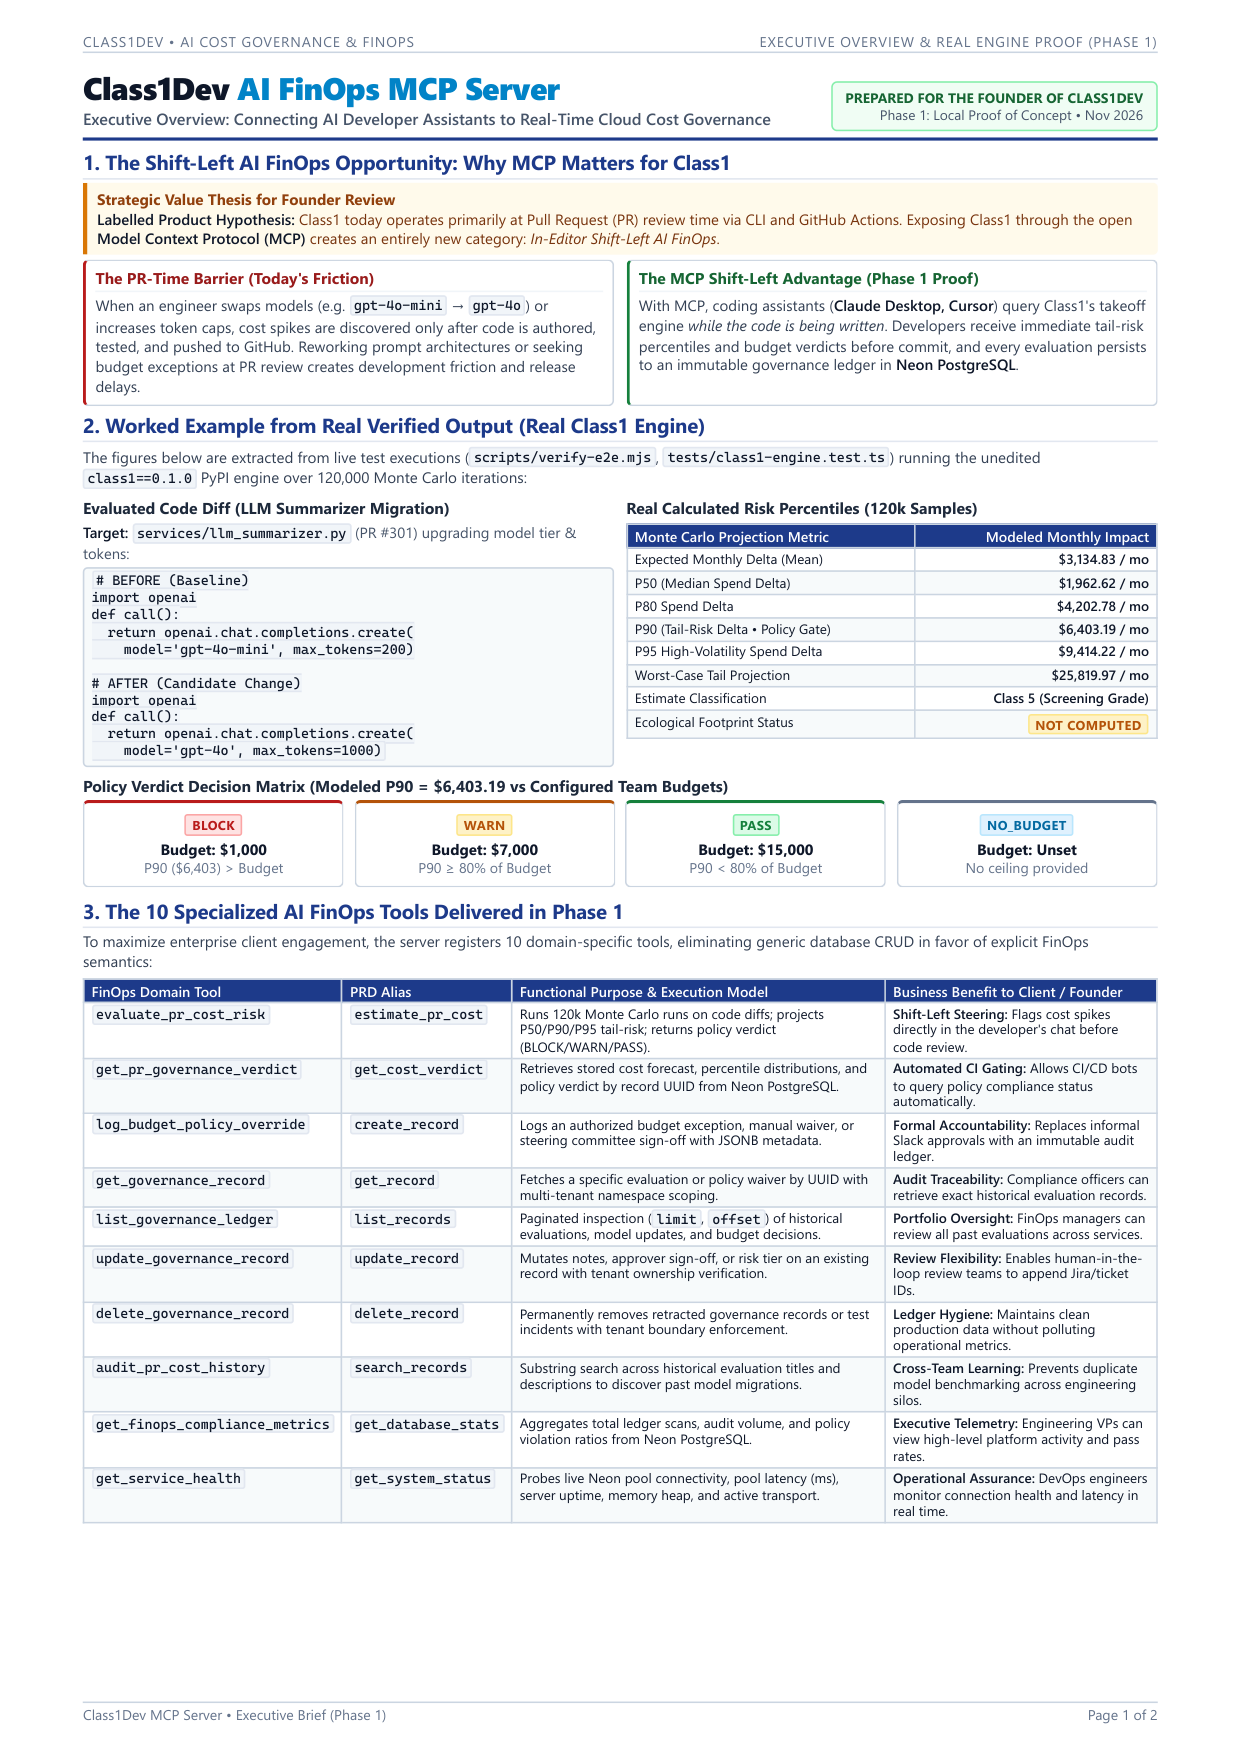 CLASS1DEV • AI COST GOVERNANCE & FINOPS
EXECUTIVE OVERVIEW & REAL ENGINE PROOF (PHASE 1)
Class1Dev AI FinOps MCP Server
Executive Overview: Connecting AI Developer Assistants to Real-Time Cloud Cost Governance
PREPARED FOR THE FOUNDER OF CLASS1DEV
Phase 1: Local Proof of Concept • Nov 2026
1. The Shift-Left AI FinOps Opportunity: Why MCP Matters for Class1
Strategic Value Thesis for Founder Review
Labelled Product Hypothesis: Class1 today operates primarily at Pull Request (PR) review time via CLI and GitHub Actions. Exposing Class1 through the open
Model Context Protocol (MCP) creates an entirely new category: In-Editor Shift-Left AI FinOps.
The PR-Time Barrier (Today's Friction)
When an engineer swaps models (e.g. gpt-4o-mini → gpt-4o) or
increases token caps, cost spikes are discovered only after code is authored,
tested, and pushed to GitHub. Reworking prompt architectures or seeking
budget exceptions at PR review creates development friction and release
delays.
The MCP Shift-Left Advantage (Phase 1 Proof)
With MCP, coding assistants (Claude Desktop, Cursor) query Class1's takeoff
engine while the code is being written. Developers receive immediate tail-risk
percentiles and budget verdicts before commit, and every evaluation persists
to an immutable governance ledger in Neon PostgreSQL.
2. Worked Example from Real Verified Output (Real Class1 Engine)
The figures below are extracted from live test executions (scripts/verify-e2e.mjs, tests/class1-engine.test.ts) running the unedited
class1==0.1.0 PyPI engine over 120,000 Monte Carlo iterations:
Evaluated Code Diff (LLM Summarizer Migration)
Target: services/llm_summarizer.py (PR #301) upgrading model tier &
tokens:
# BEFORE (Baseline)
import openai
def call():
  return openai.chat.completions.create(
    model='gpt-4o-mini', max_tokens=200)
# AFTER (Candidate Change)
import openai
def call():
  return openai.chat.completions.create(
    model='gpt-4o', max_tokens=1000)
Real Calculated Risk Percentiles (120k Samples)
Monte Carlo Projection Metric Modeled Monthly Impact
Expected Monthly Delta (Mean) $3,134.83 / mo
P50 (Median Spend Delta) $1,962.62 / mo
P80 Spend Delta $4,202.78 / mo
P90 (Tail-Risk Delta • Policy Gate) $6,403.19 / mo
P95 High-Volatility Spend Delta $9,414.22 / mo
Worst-Case Tail Projection $25,819.97 / mo
Estimate Classification Class 5 (Screening Grade)
Ecological Footprint Status NOT COMPUTED
Policy Verdict Decision Matrix (Modeled P90 = $6,403.19 vs Configured Team Budgets)
BLOCK
Budget: $1,000
P90 ($6,403) > Budget
WARN
Budget: $7,000
P90 ≥ 80% of Budget
PASS
Budget: $15,000
P90 < 80% of Budget
NO_BUDGET
Budget: Unset
No ceiling provided
3. The 10 Specialized AI FinOps Tools Delivered in Phase 1
To maximize enterprise client engagement, the server registers 10 domain-specific tools, eliminating generic database CRUD in favor of explicit FinOps
semantics:
FinOps Domain Tool PRD Alias Functional Purpose & Execution Model Business Benefit to Client / Founder
evaluate_pr_cost_risk estimate_pr_cost
Runs 120k Monte Carlo runs on code diffs; projects
P50/P90/P95 tail-risk; returns policy verdict
(BLOCK/WARN/PASS).
Shift-Left Steering: Flags cost spikes
directly in the developer's chat before
code review.
get_pr_governance_verdict get_cost_verdict
Retrieves stored cost forecast, percentile distributions, and
policy verdict by record UUID from Neon PostgreSQL.
Automated CI Gating: Allows CI/CD bots
to query policy compliance status
automatically.
log_budget_policy_override create_record
Logs an authorized budget exception, manual waiver, or
steering committee sign-off with JSONB metadata.
Formal Accountability: Replaces informal
Slack approvals with an immutable audit
ledger.
get_governance_record get_record
Fetches a specific evaluation or policy waiver by UUID with
multi-tenant namespace scoping.
Audit Traceability: Compliance officers can
retrieve exact historical evaluation records.
list_governance_ledger list_records
Paginated inspection (limit, offset) of historical
evaluations, model updates, and budget decisions.
Portfolio Oversight: FinOps managers can
review all past evaluations across services.
update_governance_record update_record
Mutates notes, approver sign-off, or risk tier on an existing
record with tenant ownership verification.
Review Flexibility: Enables human-in-the-
loop review teams to append Jira/ticket
IDs.
delete_governance_record delete_record
Permanently removes retracted governance records or test
incidents with tenant boundary enforcement.
Ledger Hygiene: Maintains clean
production data without polluting
operational metrics.
audit_pr_cost_history search_records
Substring search across historical evaluation titles and
descriptions to discover past model migrations.
Cross-Team Learning: Prevents duplicate
model benchmarking across engineering
silos.
get_finops_compliance_metrics get_database_stats
Aggregates total ledger scans, audit volume, and policy
violation ratios from Neon PostgreSQL.
Executive Telemetry: Engineering VPs can
view high-level platform activity and pass
rates.
get_service_health get_system_status
Probes live Neon pool connectivity, pool latency (ms),
server uptime, memory heap, and active transport.
Operational Assurance: DevOps engineers
monitor connection health and latency in
real time.
Class1Dev MCP Server • Executive Brief (Phase 1)
Page 1 of 2